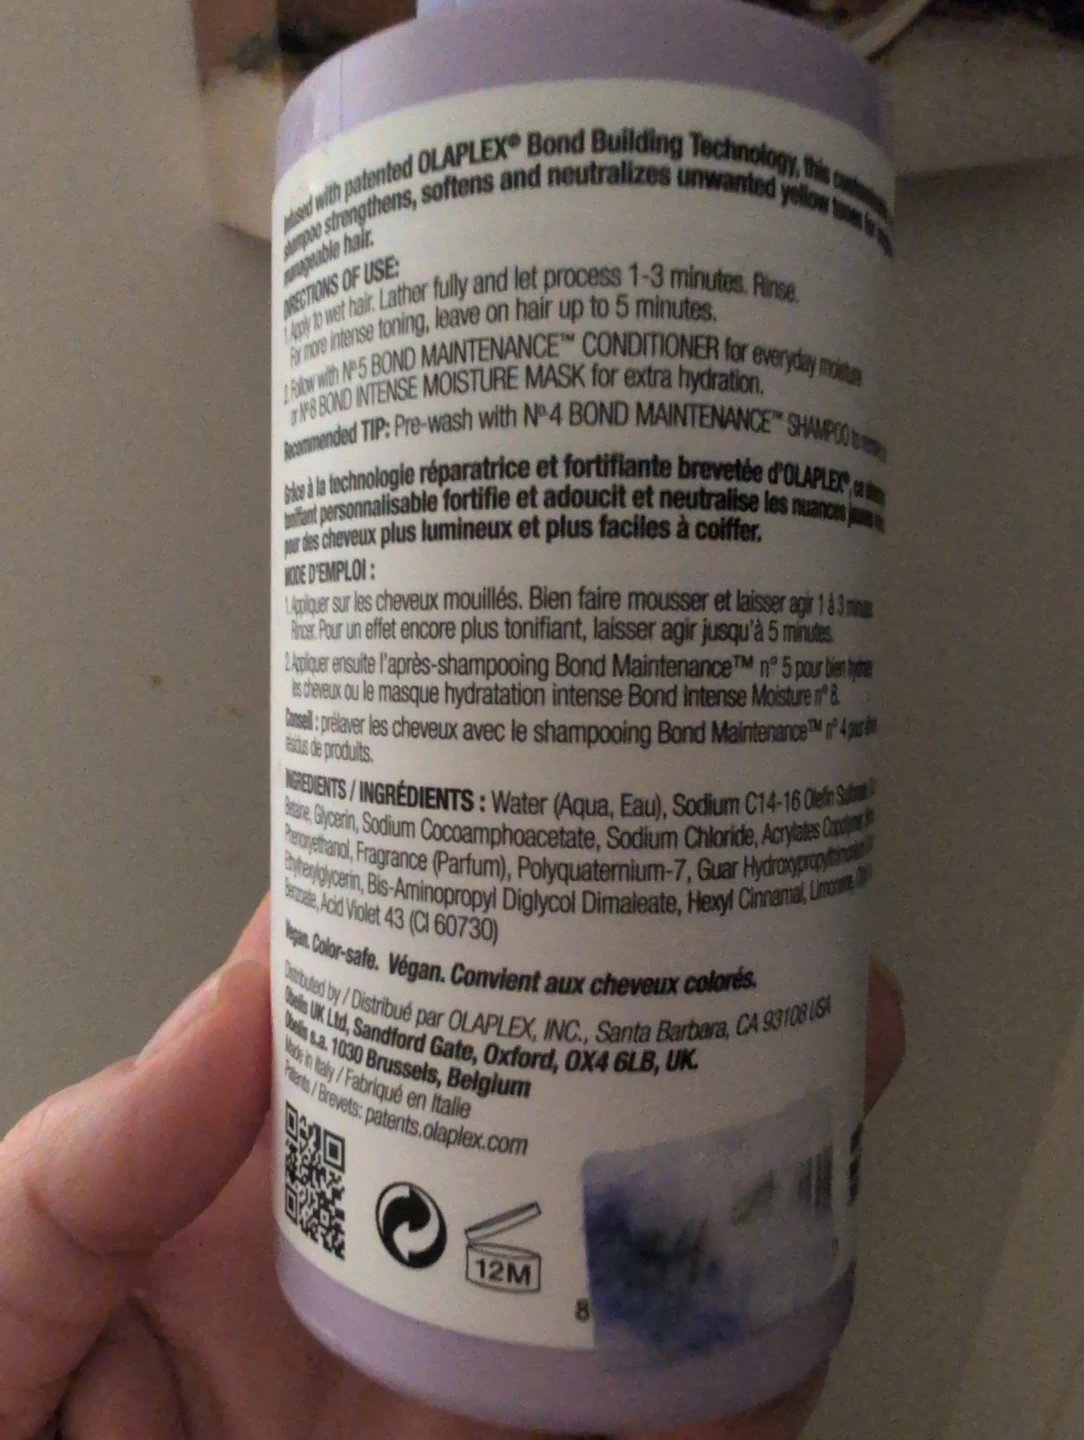 Infused with patented OLAPLEX® Bond Building Technology, this
shampoo strengthens, softens and neutralizes unwanted yellow tones for
manageable hair.
DIRECTIONS OF USE:
1. Apply to wet hair. Lather fully and let process 1-3 minutes. Rinse.
For more intense toning, leave on hair up to 5 minutes.
2. Follow with Nº5 BOND MAINTENANCE™ CONDITIONER for everyday moisture
or Nº8 BOND INTENSE MOISTURE MASK for extra hydration.
Recommended TIP: Pre-wash with Nº4 BOND MAINTENANCE™ SHAMPOO to
Grâce à la technologie réparatrice et fortifiante brevetée d'OLAPLEX®, ce
tonifiant personnalisable fortifie et adoucit et neutralise les nuances
pour des cheveux plus lumineux et plus faciles à coiffer.
MODE D'EMPLOI :
1. Appliquer sur les cheveux mouillés. Bien faire mousser et laisser agir 1 à 3
Rincer. Pour un effet encore plus tonifiant, laisser agir jusqu'à 5 minutes.
2. Appliquer ensuite l'après-shampooing Bond Maintenance™ nº 5 pour bien
les cheveux ou le masque hydratation intense Bond Intense Moisture nº 8.
Conseil : prélaver les cheveux avec le shampooing Bond Maintenance™ nº 4
résidus de produits.
INGREDIENTS / INGRÉDIENTS : Water (Aqua, Eau), Sodium C14-16 Olefin
Betaine, Glycerin, Sodium Cocoamphoacetate, Sodium Chloride, Acrylates Copolymer,
Phenoxyethanol, Fragrance (Parfum), Polyquaternium-7, Guar
Ethylhexylglycerin, Bis-Aminopropyl Diglycol Dimaleate, Hexyl Cinnamal, Limonene,
Benzoate, Acid Violet 43 (CI 60730)
Vegan. Color-safe. Végan. Convient aux cheveux colorés.
Distributed by / Distribué par OLAPLEX, INC., Santa Barbara, CA 93108 USA
Obelis UK Ltd, Sandford Gate, Oxford, OX4 6LB, UK.
Obelis s.a. 1030 Brussels, Belgium
Made in Italy / Fabriqué en Italie
Patents / Brevets: patents.olaplex.com
12M
8